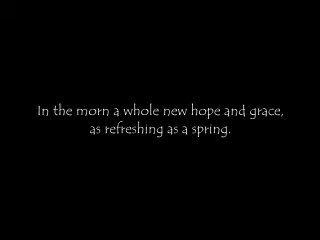 In the morn a whole new hope and grace,
as refreshing as a spring.